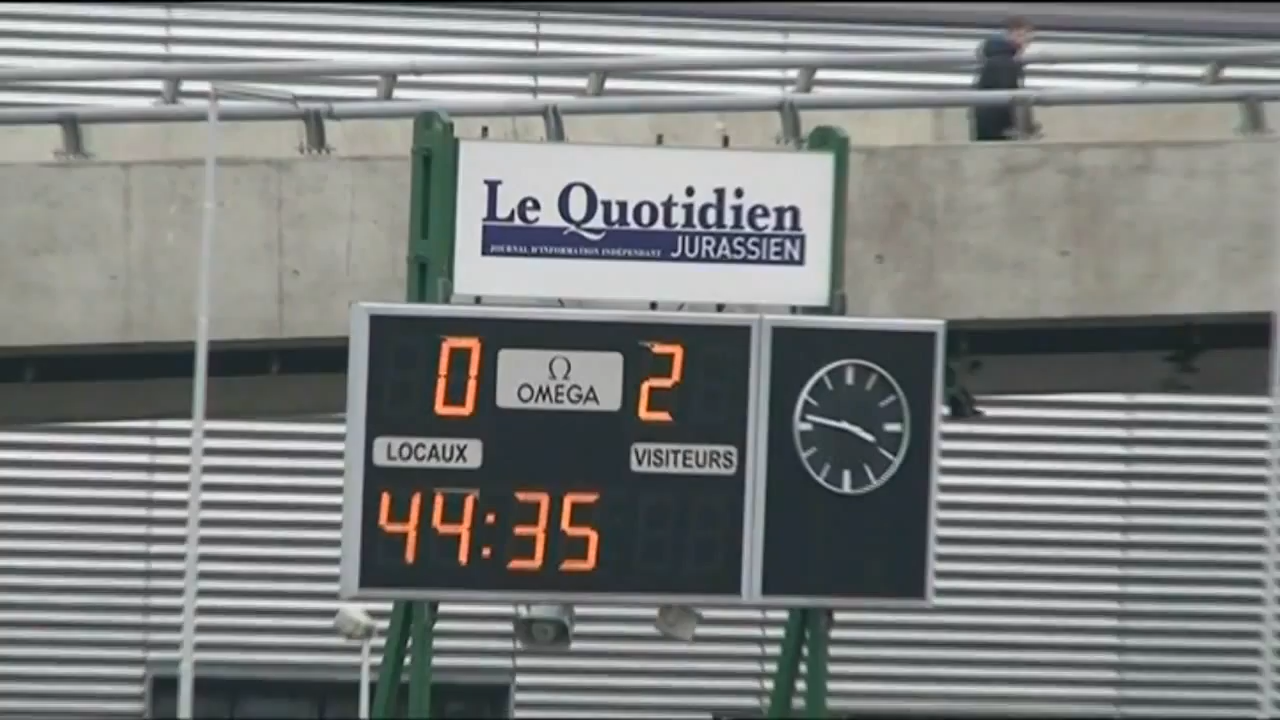 Le Quotidien
JOURNAL D'INFORMATION INDÉPENDANT JURASSIEN
0 Ω OMEGA 2
LOCAUX VISITEURS
44:35